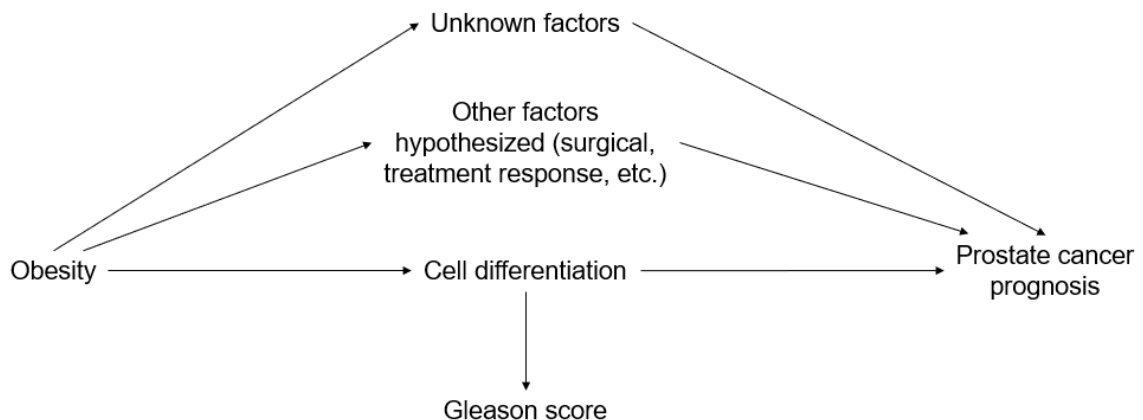 Unknown factors
Other factors
hypothesized (surgical,
treatment response, etc.)
Obesity
Cell differentiation
Prostate cancer
prognosis
Gleason score